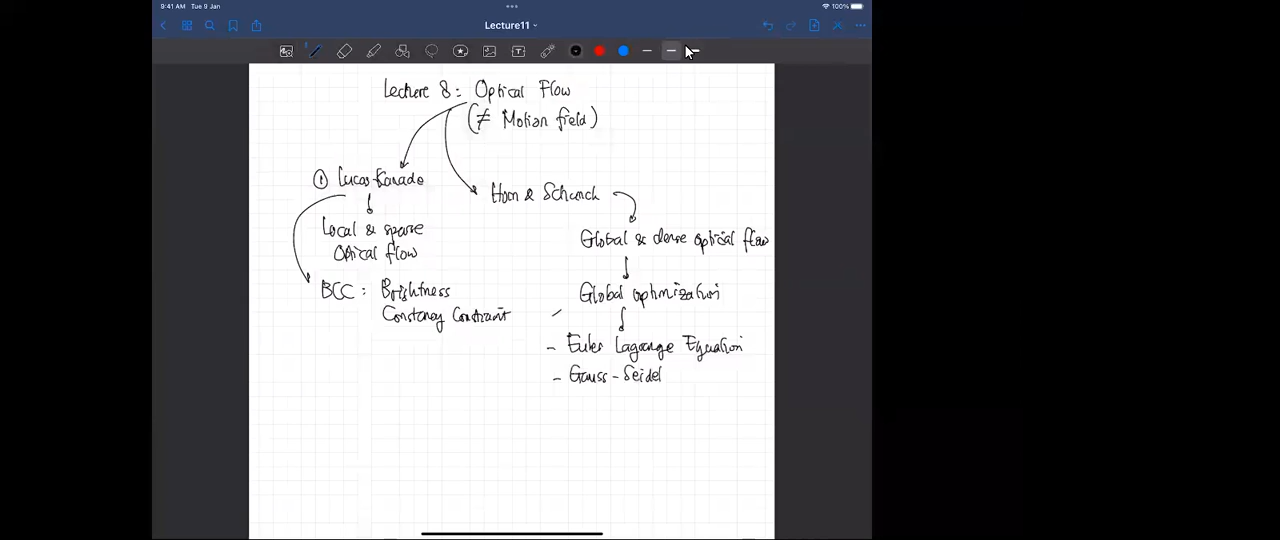 9:41 AM Tue 9 Jan
100%
Lecture11
Lecture 8: Optical Flow
(≠ Motion field)
① Lucas-Kanade
Horn & Schunck
Local & sparse
Optical flow
Global & dense optical flow
BCC: Brightness
Constancy Constraint
Global optimization
- Euler Lagrange Equation
- Gauss-Seidel